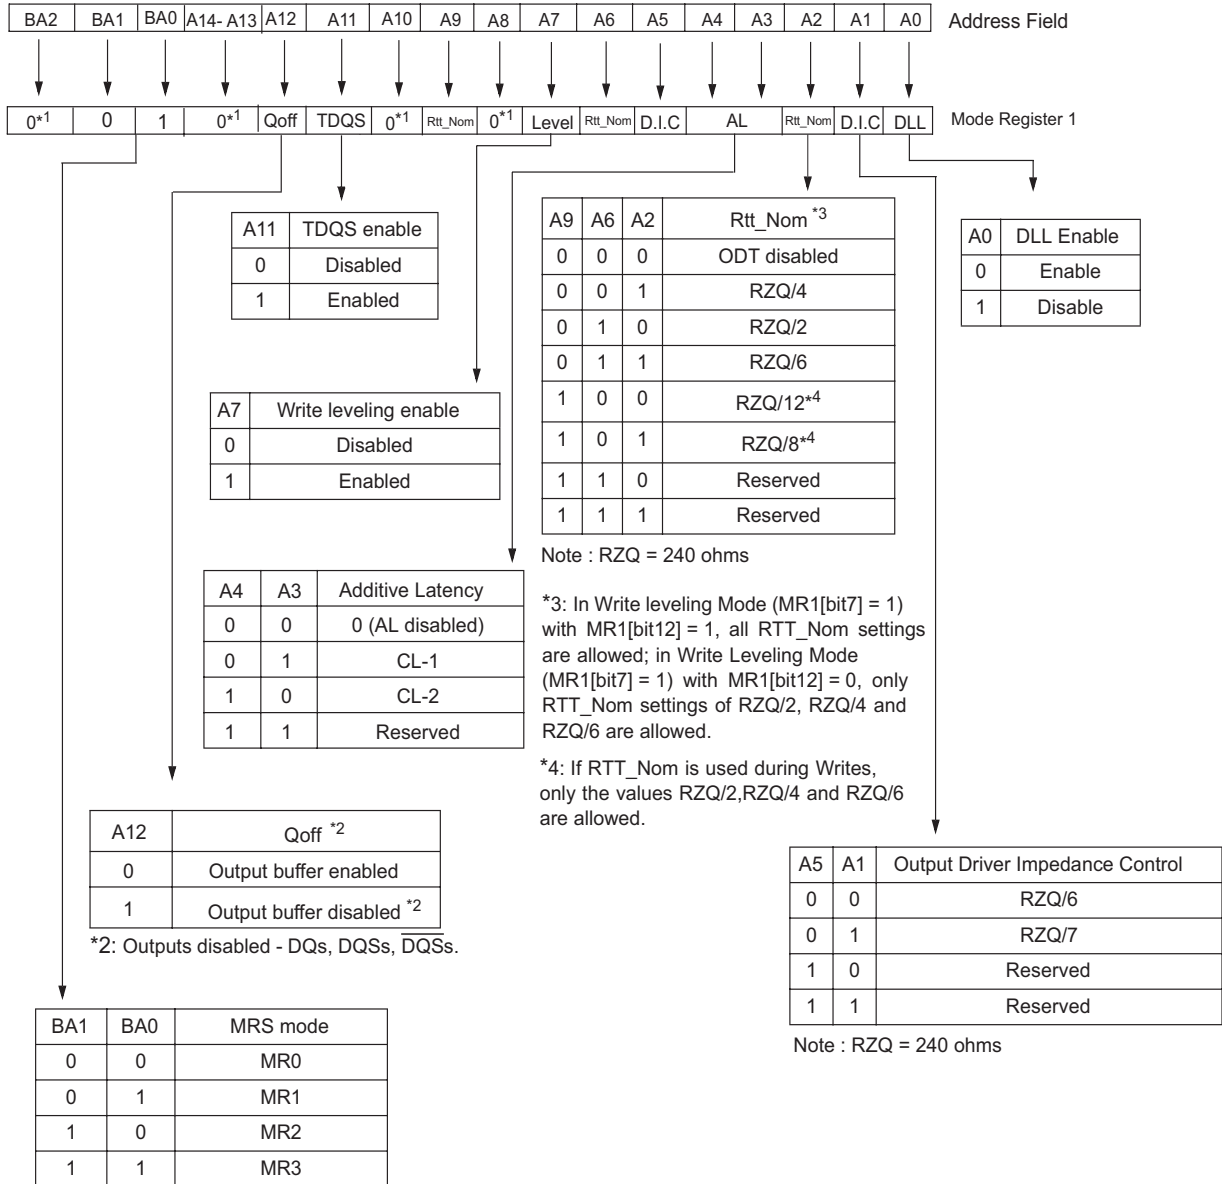 BA2 BA1 BA0 A14- A13 A12 A11 A10 A9 A8 A7 A6 A5 A4 A3 A2 A1 A0 Address Field
0*1 0 1 0*1 Qoff TDQS 0*1 Rtt_Nom 0*1 Level Rtt_Nom D.I.C AL Rtt_Nom D.I.C DLL Mode Register 1
A11 TDQS enable
0 Disabled
1 Enabled
A9 A6 A2 Rtt_Nom *3
0 0 0 ODT disabled
0 0 1 RZQ/4
0 1 0 RZQ/2
0 1 1 RZQ/6
1 0 0 RZQ/12*4
1 0 1 RZQ/8*4
1 1 0 Reserved
1 1 1 Reserved
Note : RZQ = 240 ohms
A0 DLL Enable
0 Enable
1 Disable
A7 Write leveling enable
0 Disabled
1 Enabled
A4 A3 Additive Latency
0 0 0 (AL disabled)
0 1 CL-1
1 0 CL-2
1 1 Reserved
*3: In Write leveling Mode (MR1[bit7] = 1)
with MR1[bit12] = 1, all RTT_Nom settings
are allowed; in Write Leveling Mode
(MR1[bit7] = 1) with MR1[bit12] = 0, only
RTT_Nom settings of RZQ/2, RZQ/4 and
RZQ/6 are allowed.
*4: If RTT_Nom is used during Writes,
only the values RZQ/2,RZQ/4 and RZQ/6
are allowed.
A12 Qoff *2
0 Output buffer enabled
1 Output buffer disabled *2
*2: Outputs disabled - DQs, DQSs, D̅Q̅S̅s.
A5 A1 Output Driver Impedance Control
0 0 RZQ/6
0 1 RZQ/7
1 0 Reserved
1 1 Reserved
Note : RZQ = 240 ohms
BA1 BA0 MRS mode
0 0 MR0
0 1 MR1
1 0 MR2
1 1 MR3